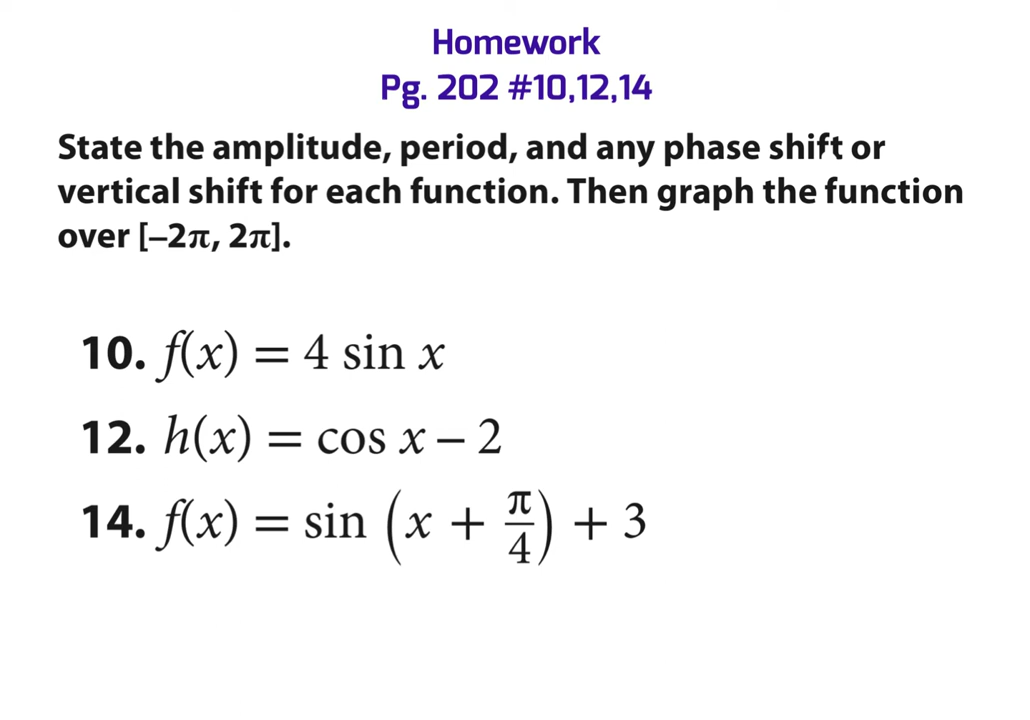 Homework
Pg. 202 #10,12,14
State the amplitude, period, and any phase shift or
vertical shift for each function. Then graph the function
over [–2π, 2π].
10. f(x) = 4 sin x
12. h(x) = cos x – 2
14. f(x) = sin (x + π/4) + 3